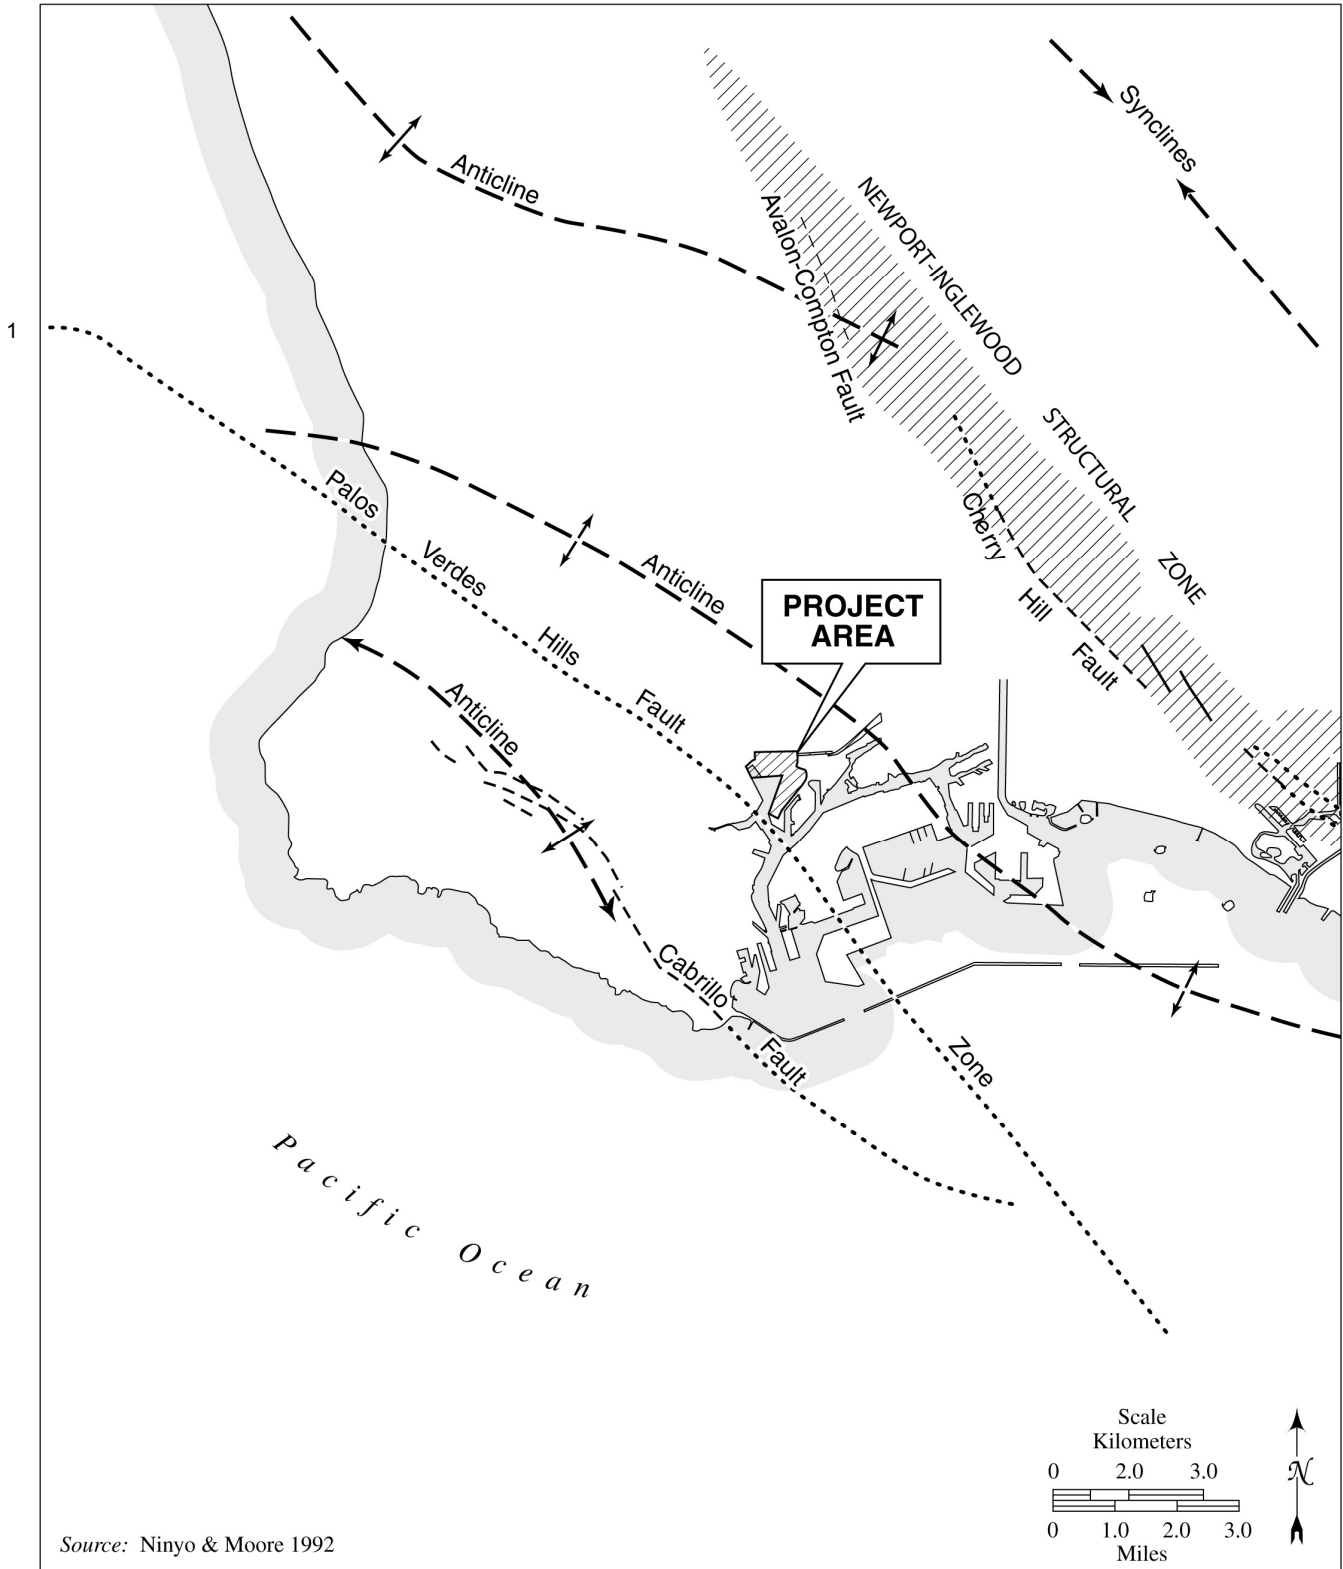 Anticline
Synclines
NEWPORT-INGLEWOOD
STRUCTURAL
ZONE
Avalon-Compton Fault
1
Palos
Verdes
Hills
Fault
Zone
Anticline
Cherry
Hill
Fault
PROJECT
AREA
Anticline
Cabrillo
Fault
Pacific Ocean
Scale
Kilometers
0 2.0 3.0
0 1.0 2.0 3.0
Miles
N
Source: Ninyo & Moore 1992